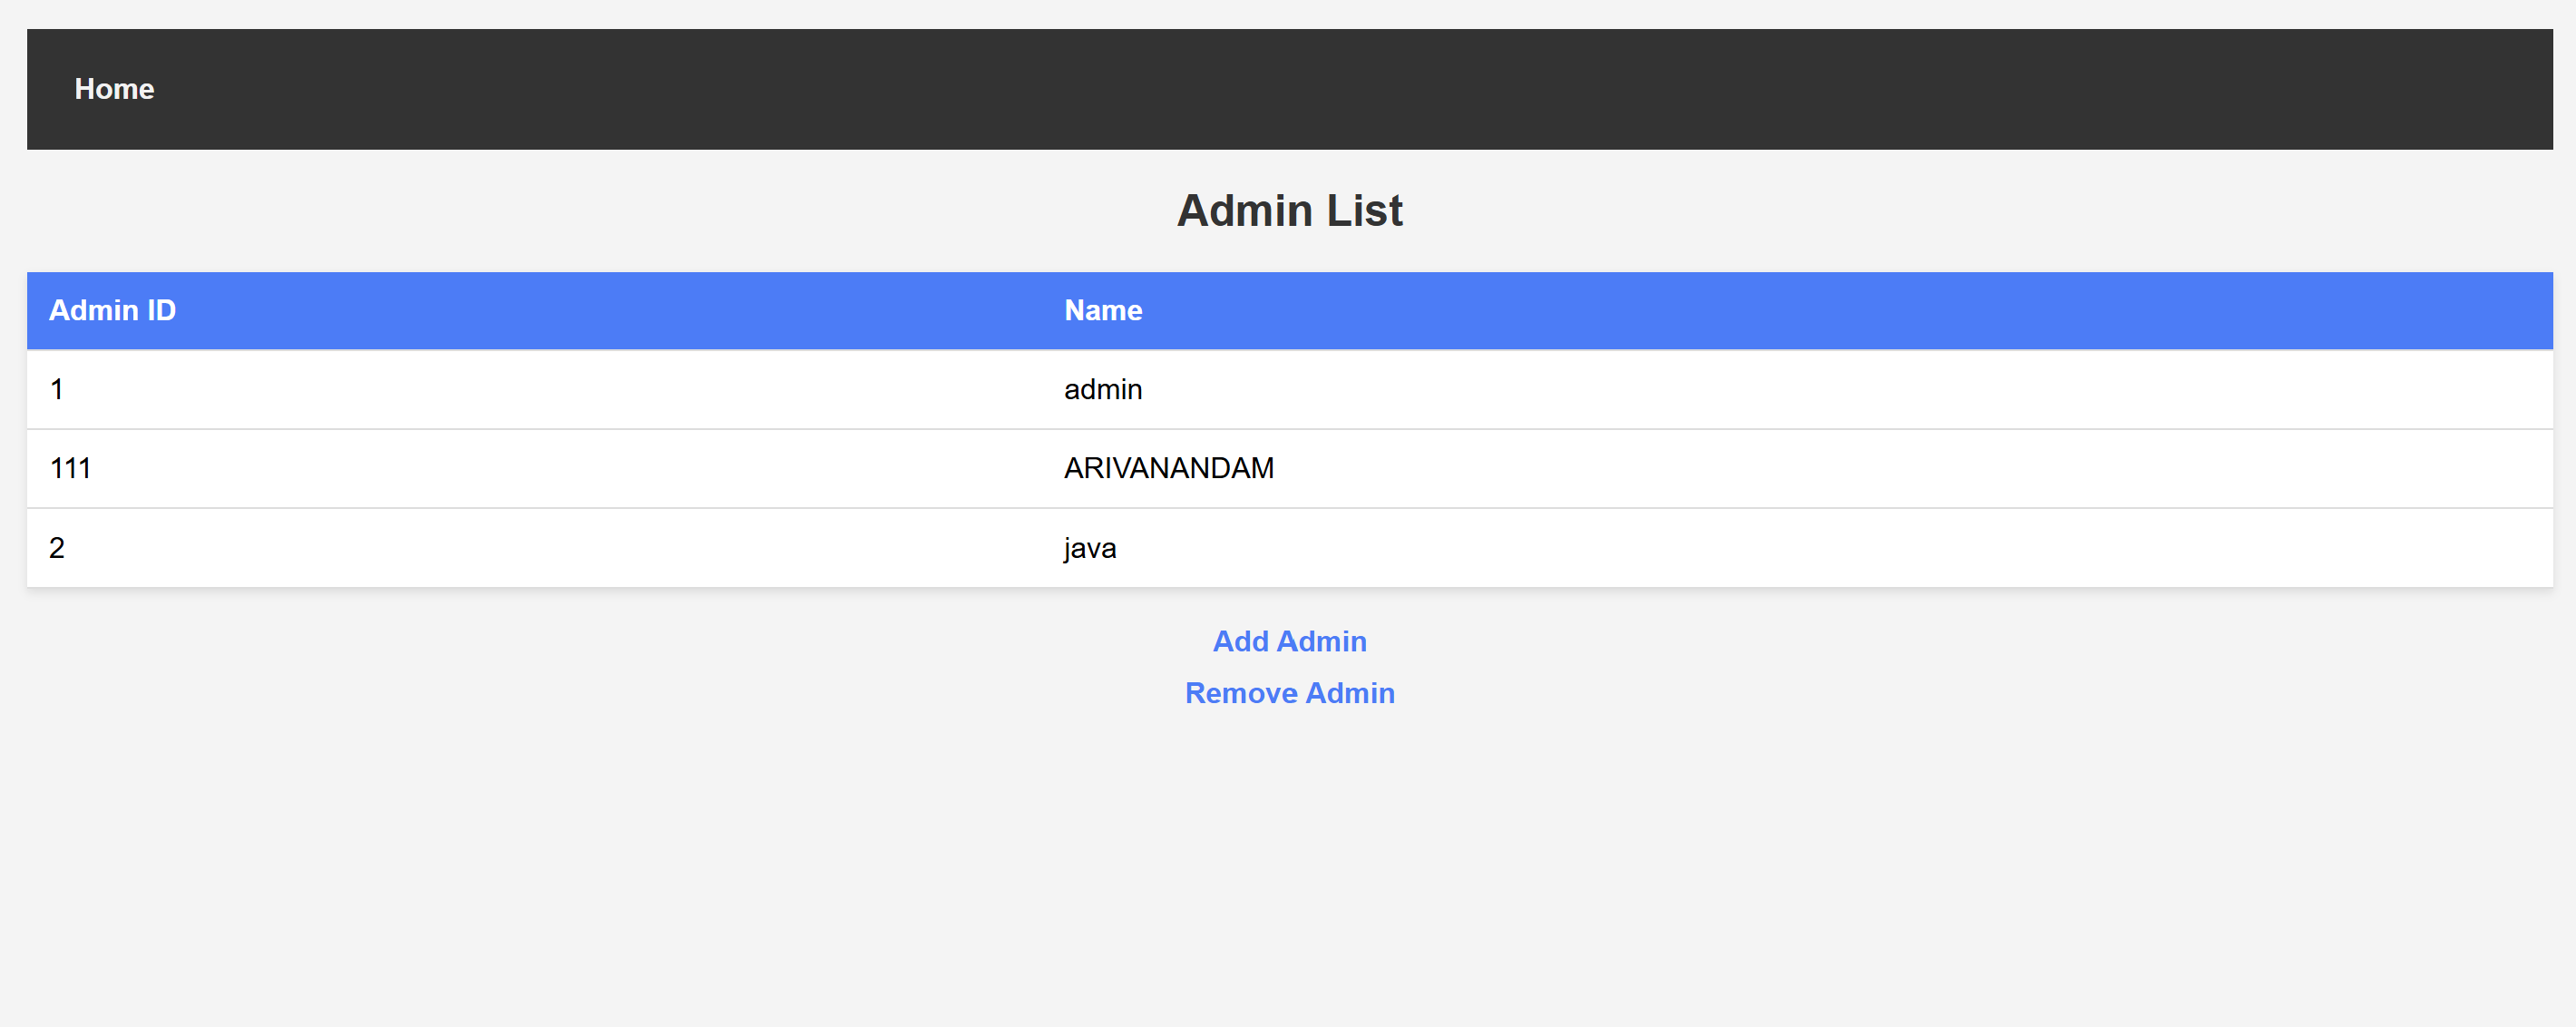 Home
Admin List
Admin ID Name
1 admin
111 ARIVANANDAM
2 java
Add Admin
Remove Admin